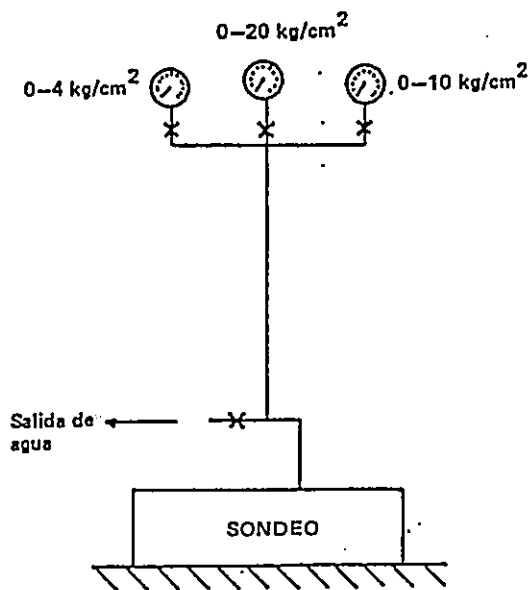 0–20 kg/cm²
0–4 kg/cm²
0–10 kg/cm²
Salida de
agua
SONDEO